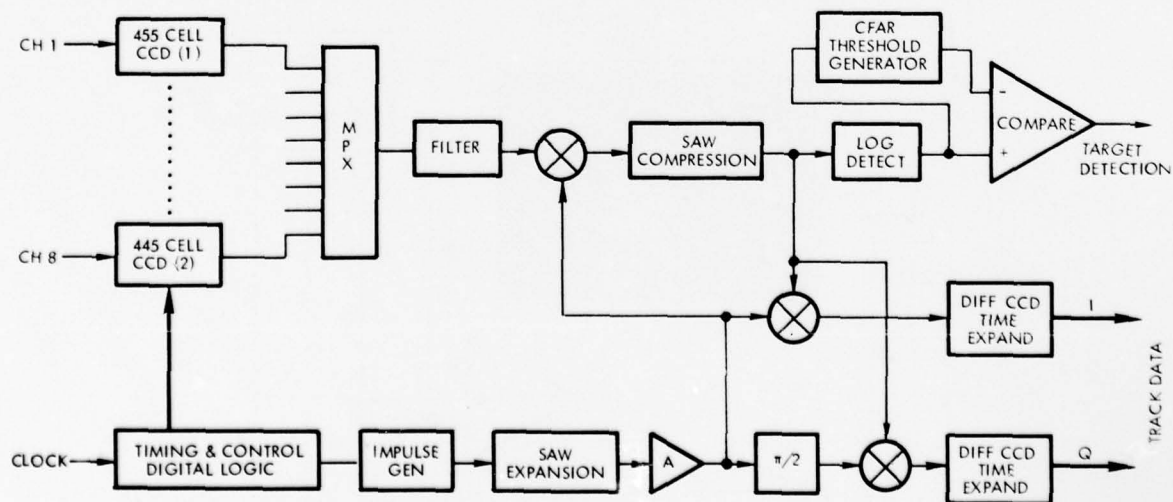 CH 1
455 CELL
CCD (1)
MPX
FILTER
SAW
COMPRESSION
LOG
DETECT
CFAR
THRESHOLD
GENERATOR
-
+
COMPARE
TARGET
DETECTION
CH 8
445 CELL
CCD (2)
DIFF CCD
TIME
EXPAND
I
TRACK DATA
CLOCK
TIMING & CONTROL
DIGITAL LOGIC
IMPULSE
GEN
SAW
EXPANSION
A
π/2
DIFF CCD
TIME
EXPAND
Q